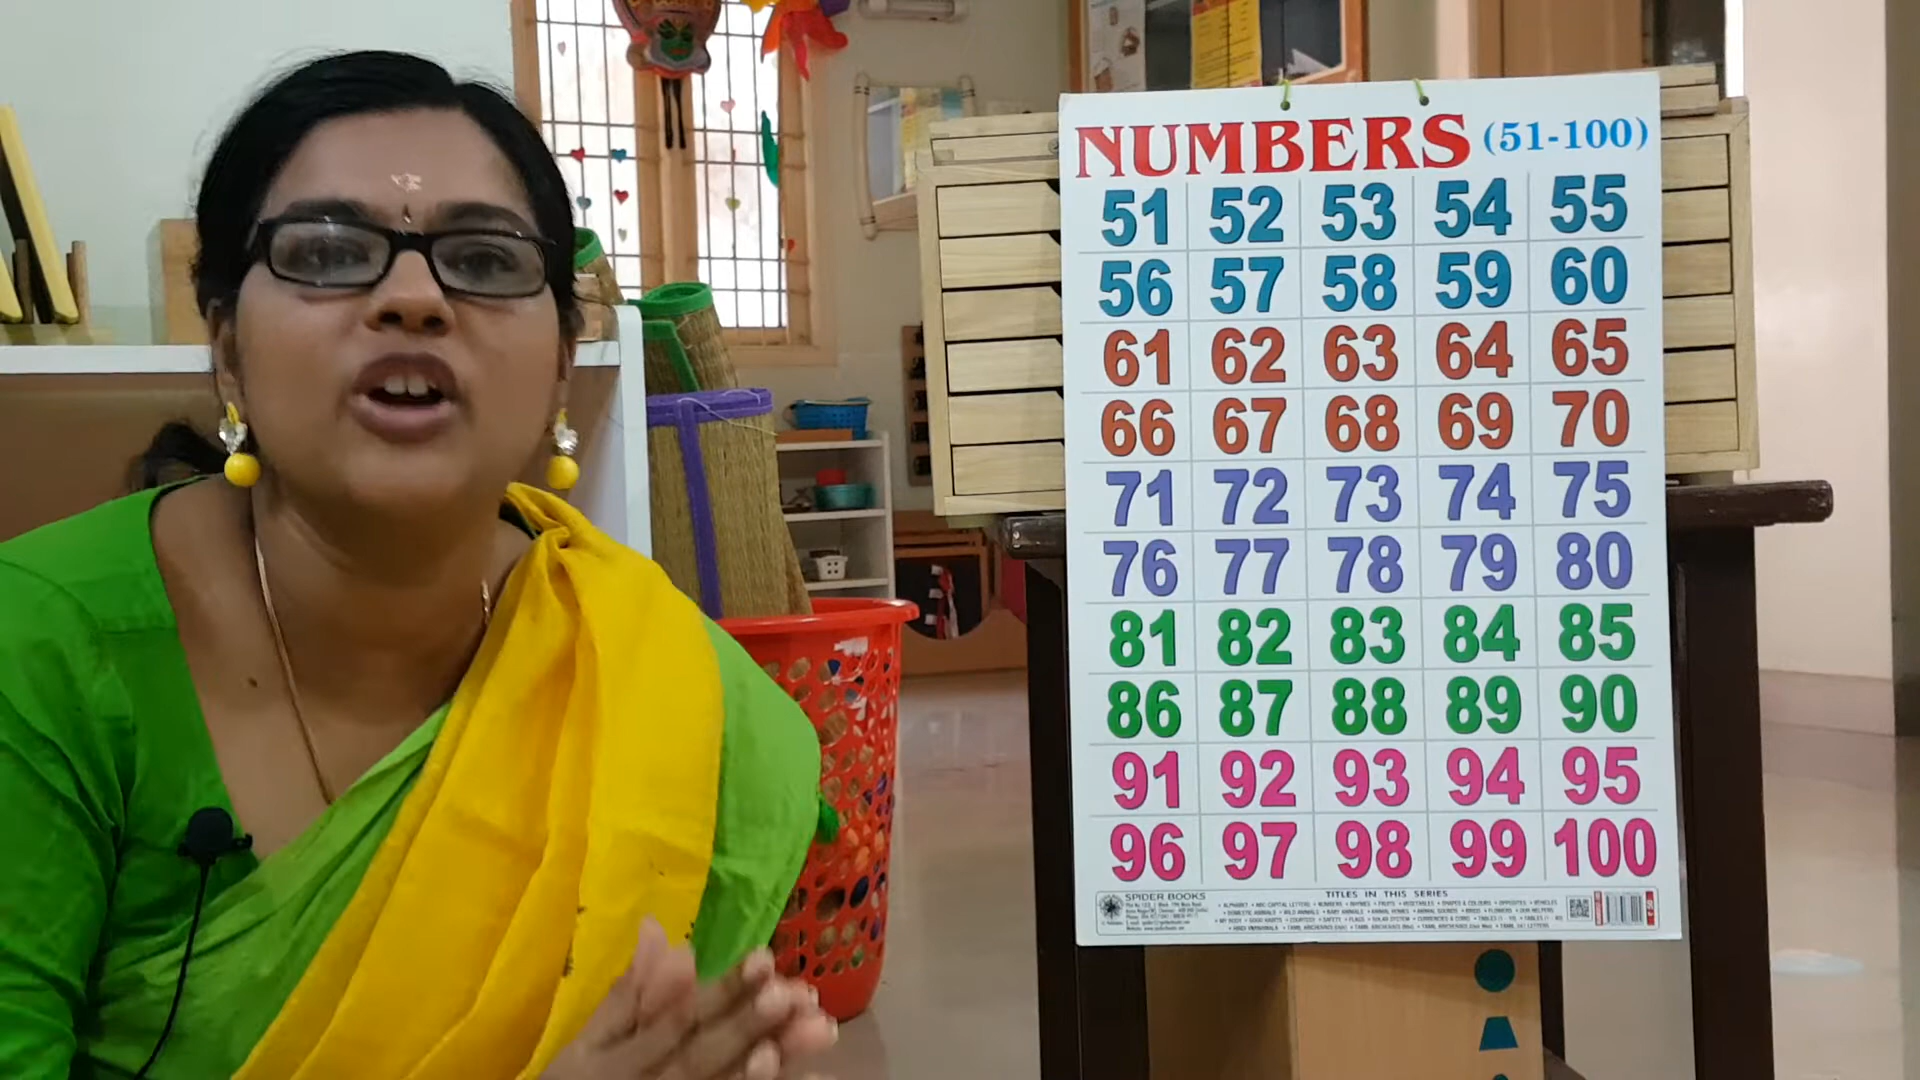 NUMBERS (51-100)
51 52 53 54 55
56 57 58 59 60
61 62 63 64 65
66 67 68 69 70
71 72 73 74 75
76 77 78 79 80
81 82 83 84 85
86 87 88 89 90
91 92 93 94 95
96 97 98 99 100
SPIDER BOOKS
TITLES IN THIS SERIES